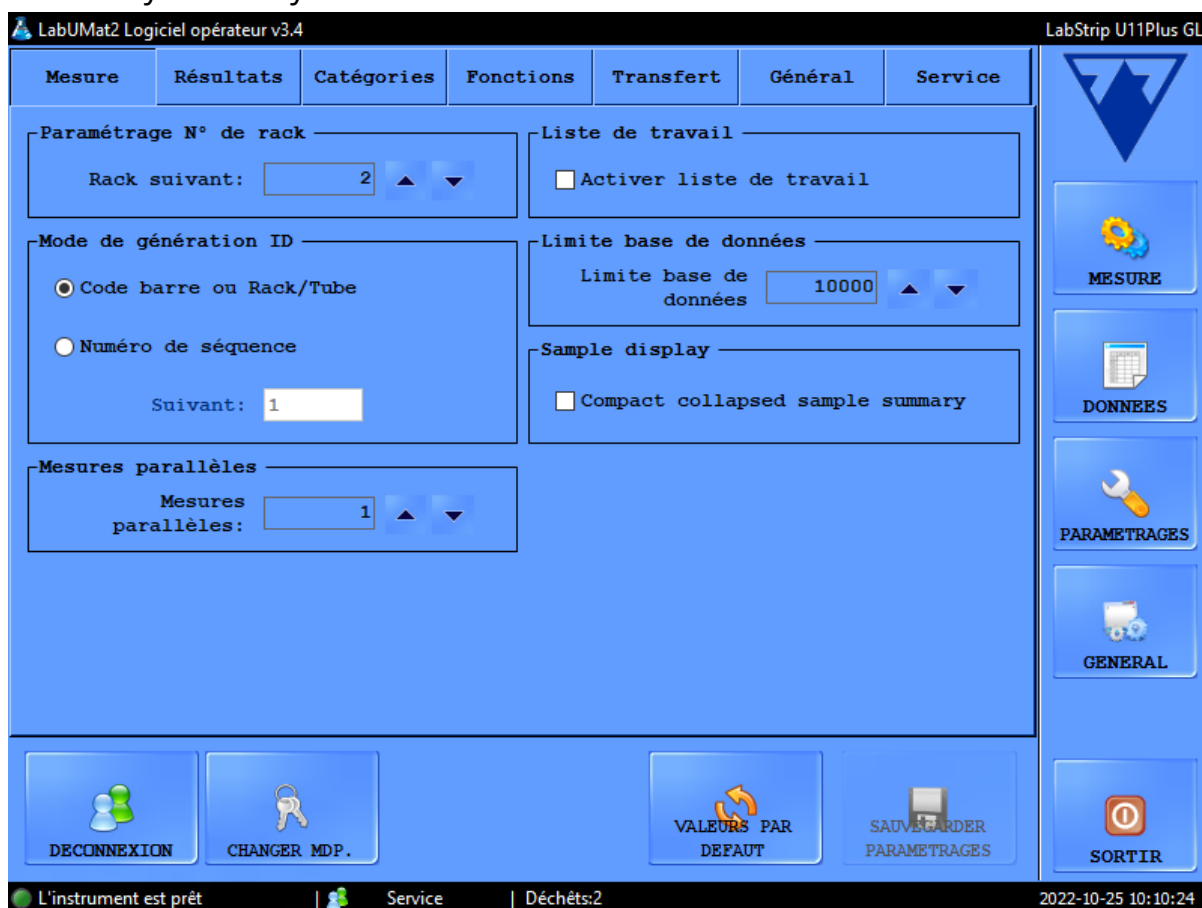 LabUMat2 Logiciel opérateur v3.4
LabStrip U11Plus GL
Mesure
Résultats
Catégories
Fonctions
Transfert
Général
Service
Paramétrage N° de rack
Rack suivant: 2
Mode de génération ID
Code barre ou Rack/Tube
Numéro de séquence
Suivant: 1
Mesures parallèles
Mesures
parallèles: 1
Liste de travail
Activer liste de travail
Limite base de données
Limite base de
données 10000
Sample display
Compact collapsed sample summary
MESURE
DONNEES
PARAMETRAGES
GENERAL
SORTIR
DECONNEXION
CHANGER MDP.
VALEURS PAR
DEFAUT
SAUVEGARDER
PARAMETRAGES
L'instrument est prêt | Service | Déchêts:2
2022-10-25 10:10:24